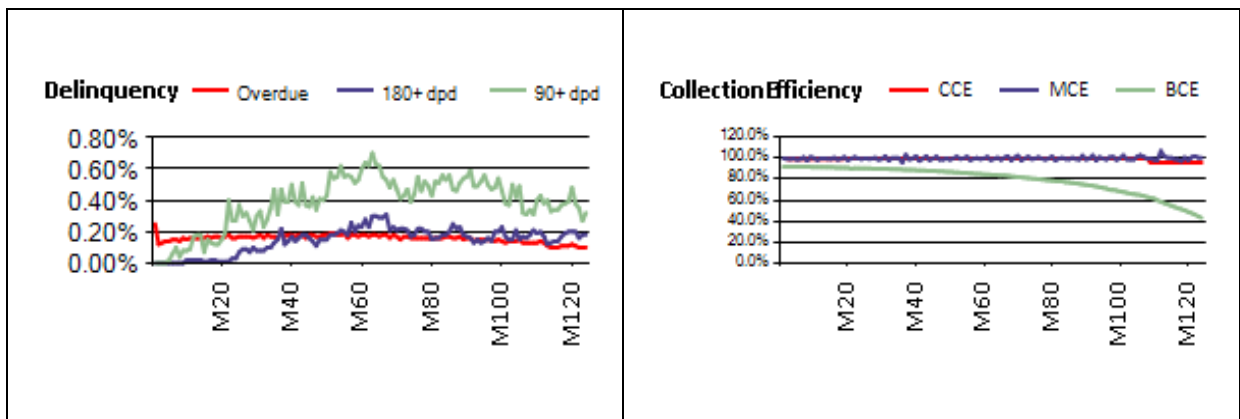 Delinquency Overdue 180+ dpd 90+ dpd
0.80%
0.60%
0.40%
0.20%
0.00%
M20
M40
M60
M80
M100
M120
Collection Efficiency CCE MCE BCE
120.0%
100.0%
80.0%
60.0%
40.0%
20.0%
0.0%
M20
M40
M60
M80
M100
M120